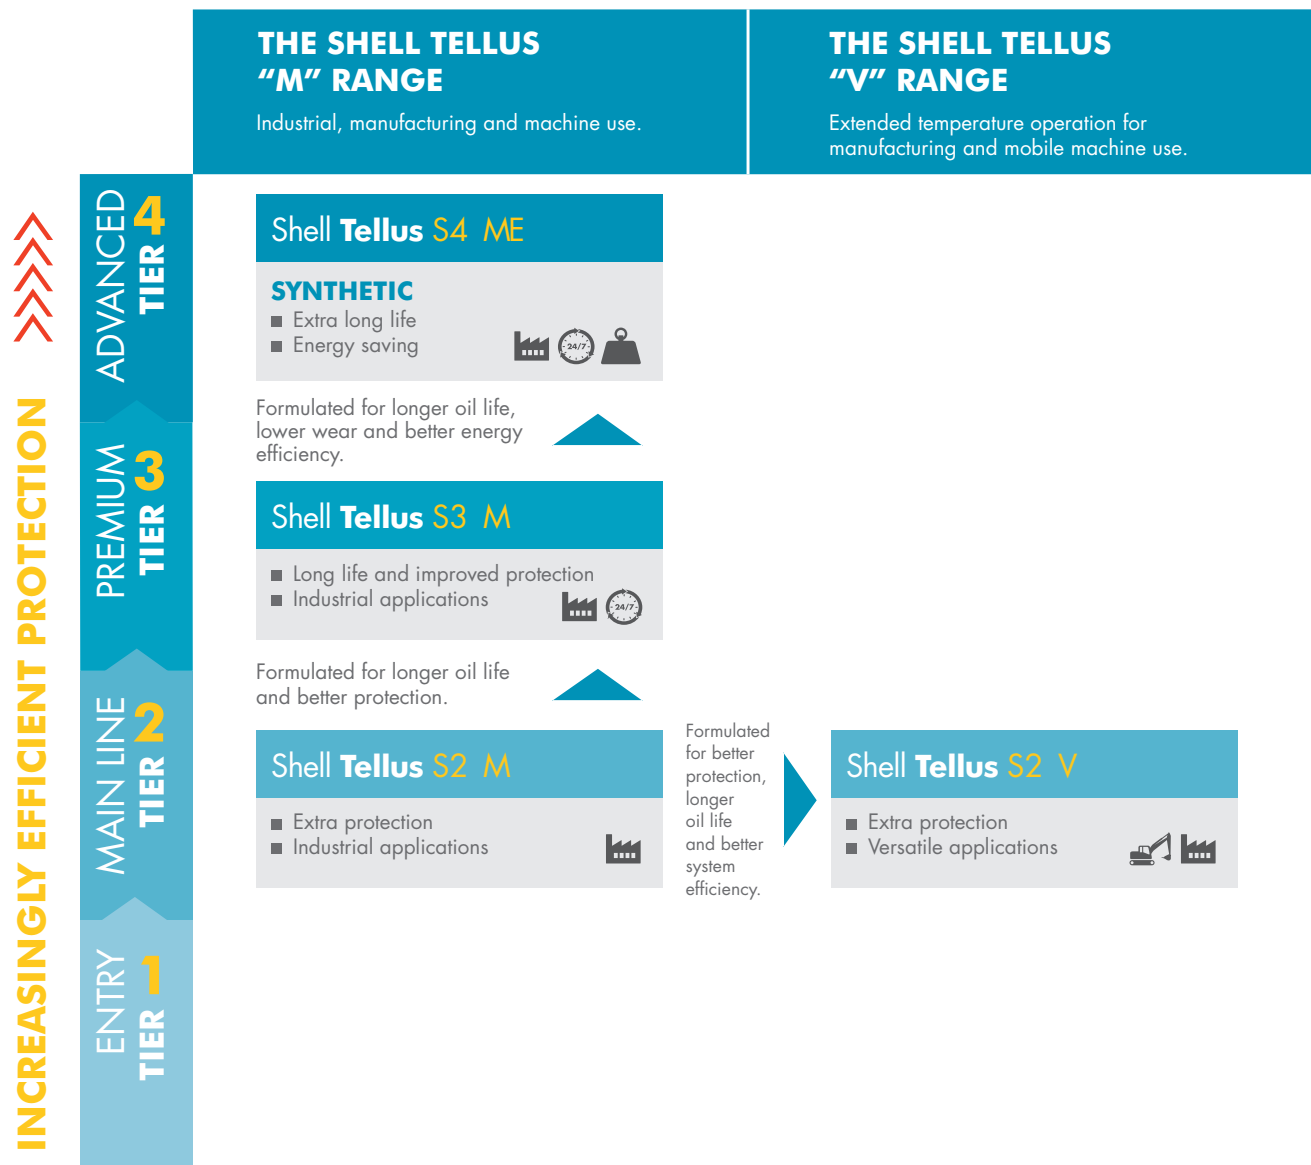 THE SHELL TELLUS
“M” RANGE
Industrial, manufacturing and machine use.
THE SHELL TELLUS
“V” RANGE
Extended temperature operation for
manufacturing and mobile machine use.
INCREASINGLY EFFICIENT PROTECTION
ADVANCED
TIER 4
Shell Tellus S4 ME
SYNTHETIC
Extra long life
Energy saving
24/7
Formulated for longer oil life,
lower wear and better energy
efficiency.
PREMIUM
TIER 3
Shell Tellus S3 M
Long life and improved protection
Industrial applications
24/7
Formulated for longer oil life
and better protection.
MAIN LINE
TIER 2
Shell Tellus S2 M
Extra protection
Industrial applications
Formulated
for better
protection,
longer
oil life
and better
system
efficiency.
Shell Tellus S2 V
Extra protection
Versatile applications
ENTRY
TIER 1